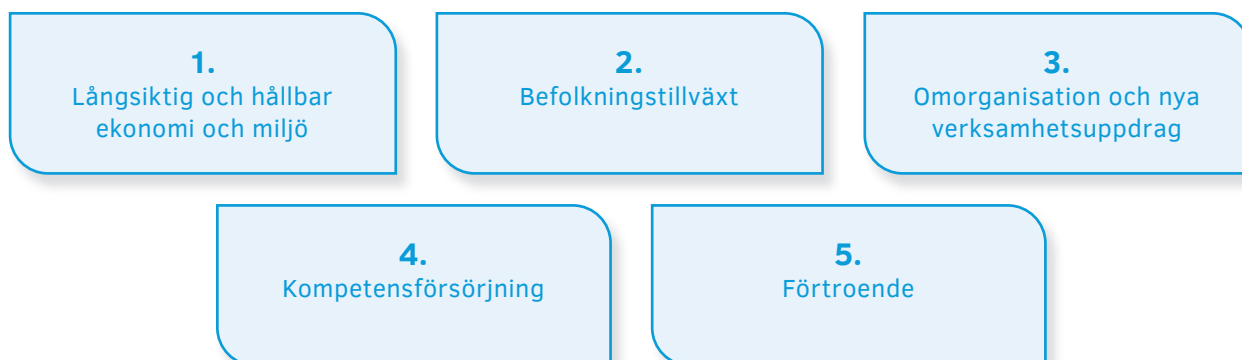 1.
Långsiktig och hållbar
ekonomi och miljö
2.
Befolkningstillväxt
3.
Omorganisation och nya
verksamhetsuppdrag
4.
Kompetensförsörjning
5.
Förtroende